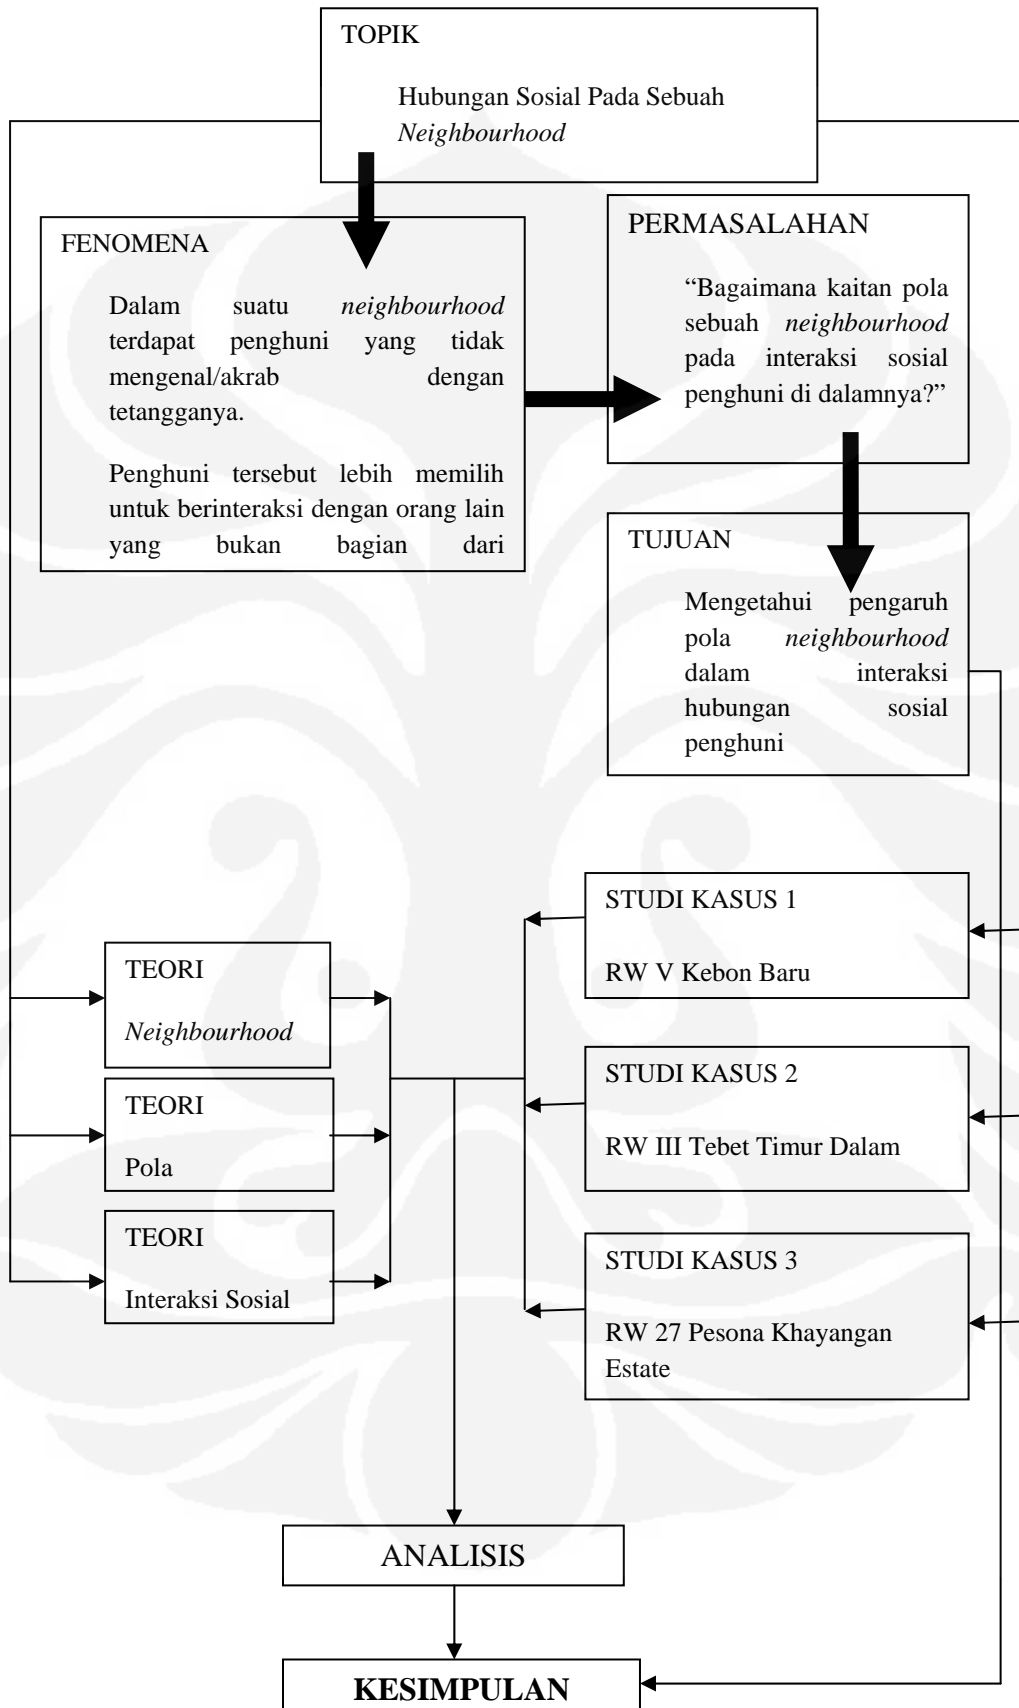 TOPIK
Hubungan Sosial Pada Sebuah
Neighbourhood
FENOMENA
Dalam suatu neighbourhood
terdapat penghuni yang tidak
mengenal/akrab dengan
tetangganya.
Penghuni tersebut lebih memilih
untuk berinteraksi dengan orang lain
yang bukan bagian dari
PERMASALAHAN
“Bagaimana kaitan pola
sebuah neighbourhood
pada interaksi sosial
penghuni di dalamnya?”
TUJUAN
Mengetahui pengaruh
pola neighbourhood
dalam interaksi
hubungan sosial
penghuni
TEORI
Neighbourhood
TEORI
Pola
TEORI
Interaksi Sosial
STUDI KASUS 1
RW V Kebon Baru
STUDI KASUS 2
RW III Tebet Timur Dalam
STUDI KASUS 3
RW 27 Pesona Khayangan
Estate
ANALISIS
KESIMPULAN